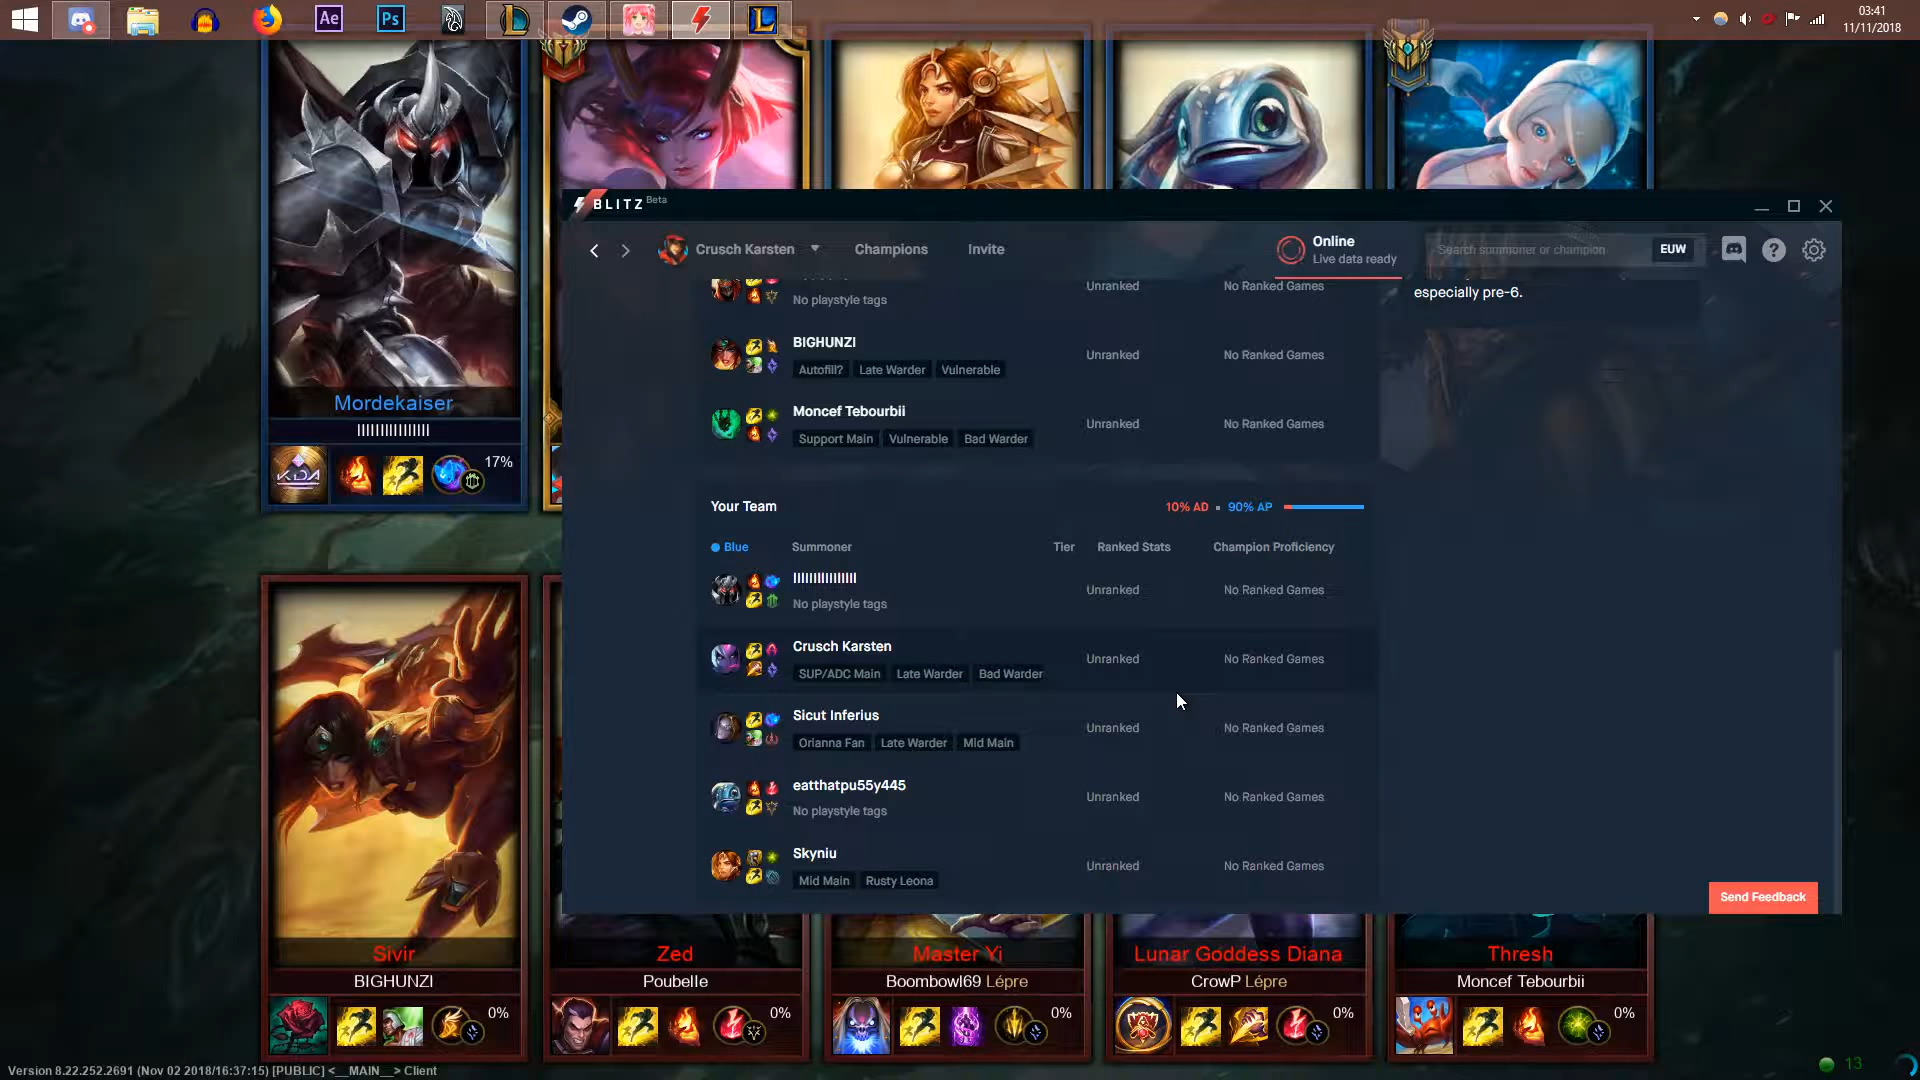 Ae
Ps
03:41
11/11/2018
BLITZ Beta
Crusch Karsten
Champions
Invite
Online
Live data ready
Search summoner or champion
EUW
No playstyle tags
Unranked
No Ranked Games
especially pre-6.
BIGHUNZI
Autofill?
Late Warder
Vulnerable
Unranked
No Ranked Games
Moncef Tebourbii
Support Main
Vulnerable
Bad Warder
Unranked
No Ranked Games
Your Team
10% AD
90% AP
Blue
Summoner
Tier
Ranked Stats
Champion Proficiency
No playstyle tags
Unranked
No Ranked Games
Crusch Karsten
SUP/ADC Main
Late Warder
Bad Warder
Unranked
No Ranked Games
Sicut Inferius
Orianna Fan
Late Warder
Mid Main
Unranked
No Ranked Games
eatthatpu55y445
No playstyle tags
Unranked
No Ranked Games
Skyniu
Mid Main
Rusty Leona
Unranked
No Ranked Games
Send Feedback
Mordekaiser
KDA
17%
Sivir
BIGHUNZI
0%
Zed
Poubelle
0%
Master Yi
Boombowl69 Lépre
0%
Lunar Goddess Diana
CrowP Lépre
0%
Thresh
Moncef Tebourbii
0%
Version 8.22.252.2691 (Nov 02 2018/16:37:15) [PUBLIC] <__MAIN__> Client
13